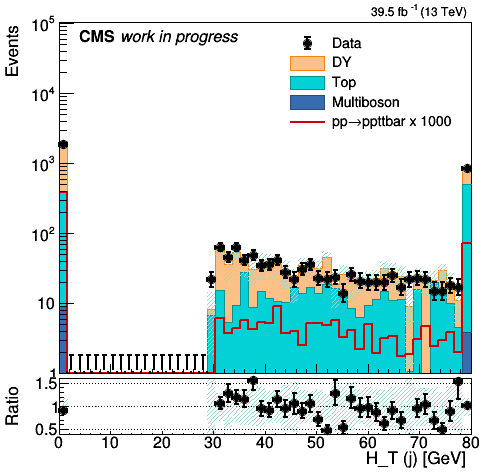 39.5 fb⁻¹ (13 TeV)
CMS work in progress
Data
DY
Top
Multiboson
pp→ppttbar x 1000
Events
10⁵
10⁴
10³
10²
10
1
Ratio
1.5
1
0.5
0 10 20 30 40 50 60 70 80
H_T (j) [GeV]